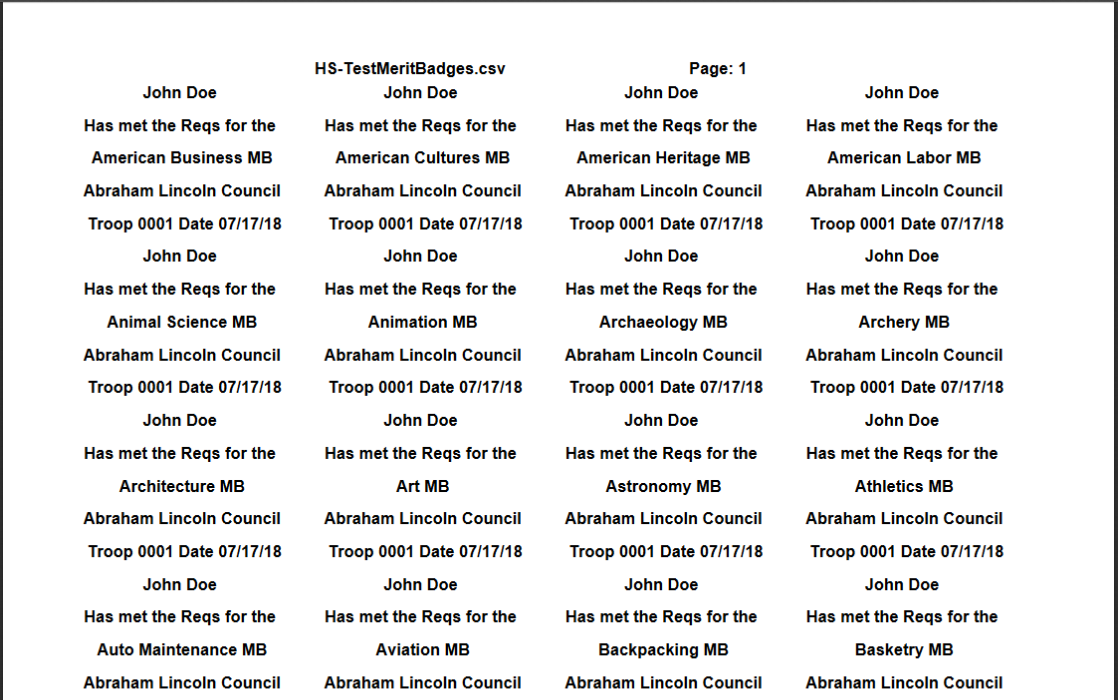 HS-TestMeritBadges.csv Page: 1
John Doe John Doe John Doe John Doe
Has met the Reqs for the Has met the Reqs for the Has met the Reqs for the Has met the Reqs for the
American Business MB American Cultures MB American Heritage MB American Labor MB
Abraham Lincoln Council Abraham Lincoln Council Abraham Lincoln Council Abraham Lincoln Council
Troop 0001 Date 07/17/18 Troop 0001 Date 07/17/18 Troop 0001 Date 07/17/18 Troop 0001 Date 07/17/18
John Doe John Doe John Doe John Doe
Has met the Reqs for the Has met the Reqs for the Has met the Reqs for the Has met the Reqs for the
Animal Science MB Animation MB Archaeology MB Archery MB
Abraham Lincoln Council Abraham Lincoln Council Abraham Lincoln Council Abraham Lincoln Council
Troop 0001 Date 07/17/18 Troop 0001 Date 07/17/18 Troop 0001 Date 07/17/18 Troop 0001 Date 07/17/18
John Doe John Doe John Doe John Doe
Has met the Reqs for the Has met the Reqs for the Has met the Reqs for the Has met the Reqs for the
Architecture MB Art MB Astronomy MB Athletics MB
Abraham Lincoln Council Abraham Lincoln Council Abraham Lincoln Council Abraham Lincoln Council
Troop 0001 Date 07/17/18 Troop 0001 Date 07/17/18 Troop 0001 Date 07/17/18 Troop 0001 Date 07/17/18
John Doe John Doe John Doe John Doe
Has met the Reqs for the Has met the Reqs for the Has met the Reqs for the Has met the Reqs for the
Auto Maintenance MB Aviation MB Backpacking MB Basketry MB
Abraham Lincoln Council Abraham Lincoln Council Abraham Lincoln Council Abraham Lincoln Council